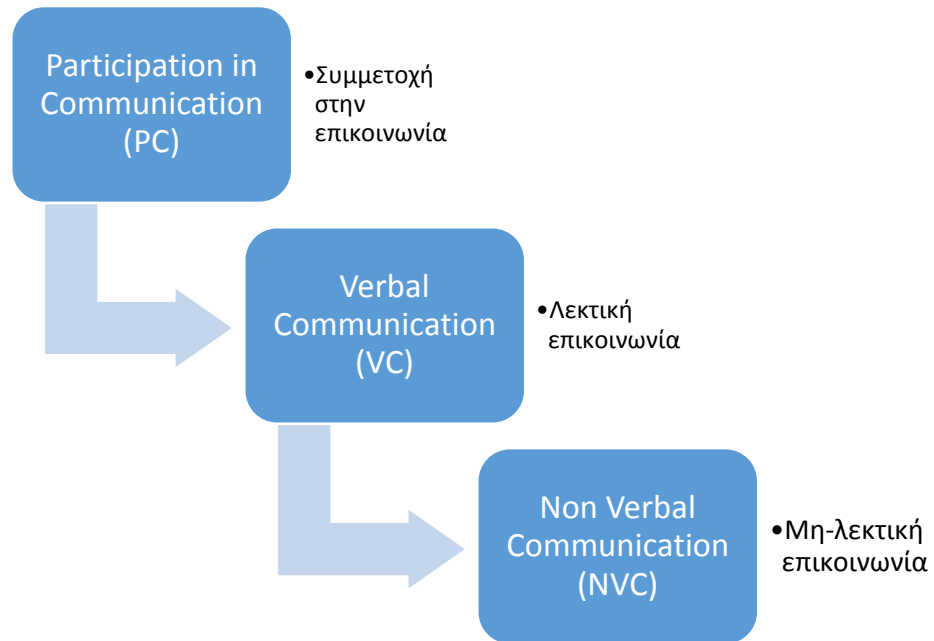 Participation in
Communication
(PC)
•Συμμετοχή
στην
επικοινωνία
Verbal
Communication
(VC)
•Λεκτική
επικοινωνία
Non Verbal
Communication
(NVC)
•Μη-λεκτική
επικοινωνία